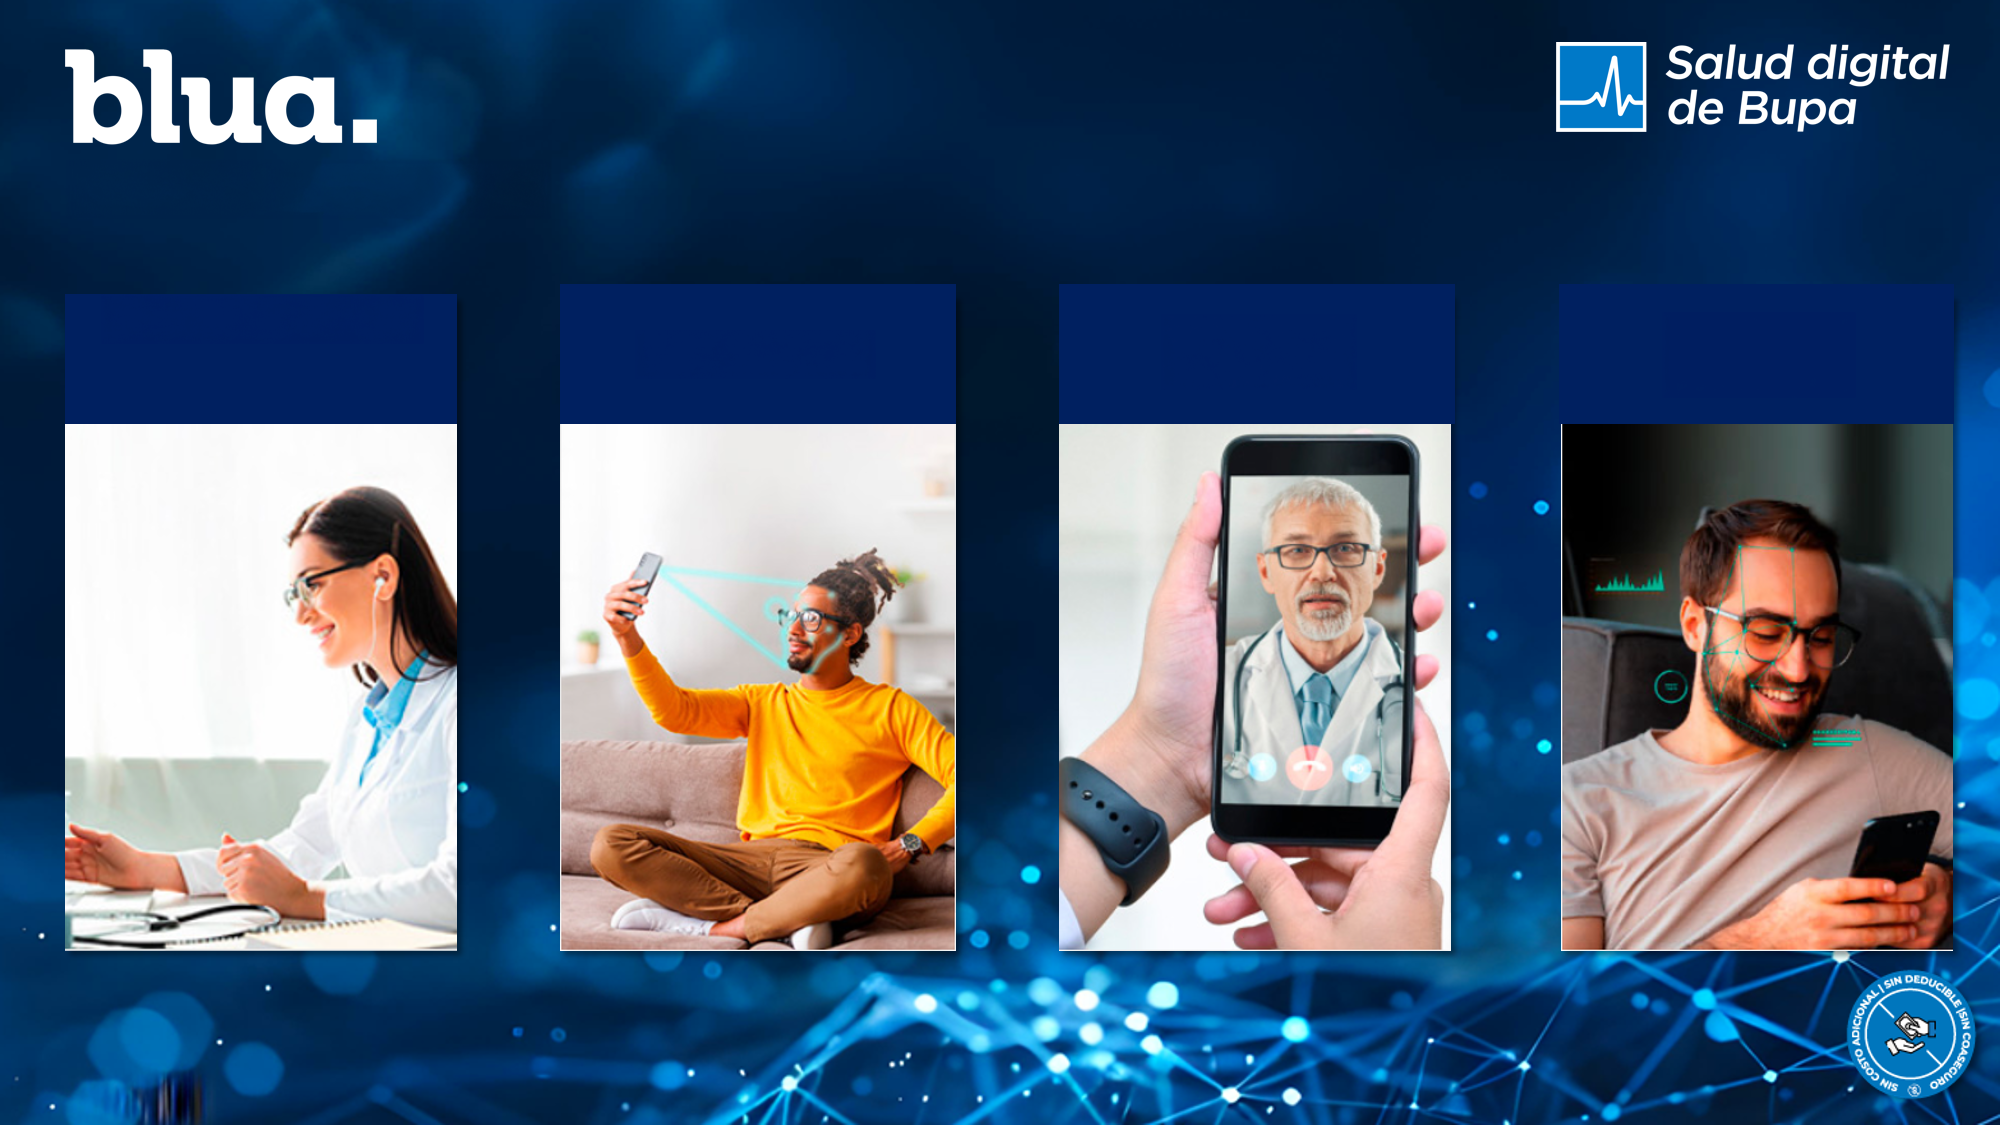 blua.
Salud digital
de Bupa
SIN COSTO ADICIONAL | SIN DEDUCIBLE | SIN COASEGURO